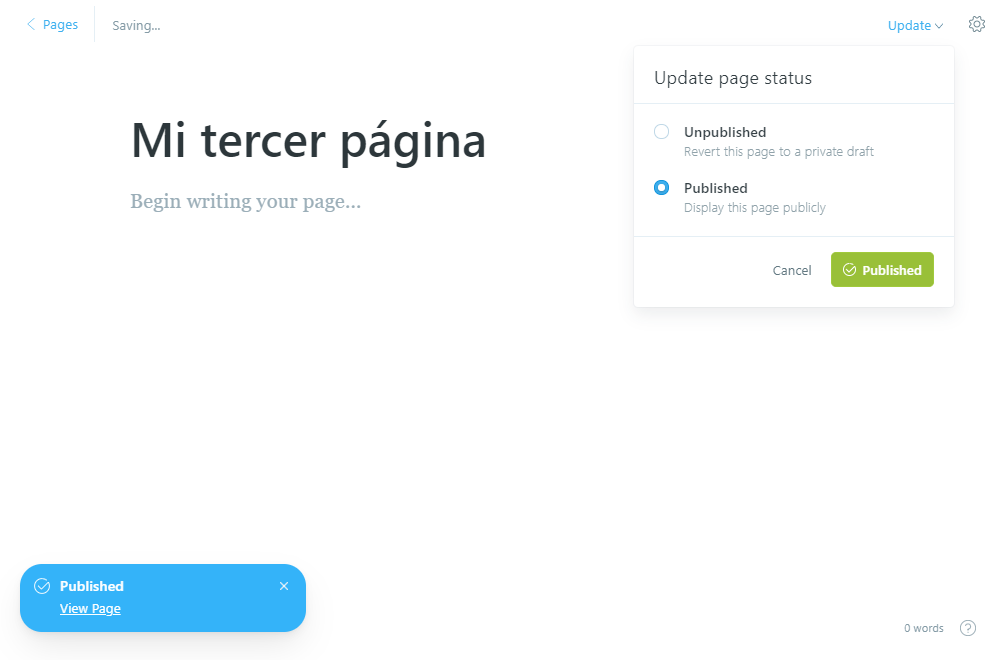 Pages
Saving...
Update
Update page status
Unpublished
Revert this page to a private draft
Published
Display this page publicly
Cancel
Published
Mi tercer página
Begin writing your page...
Published
View Page
0 words
?